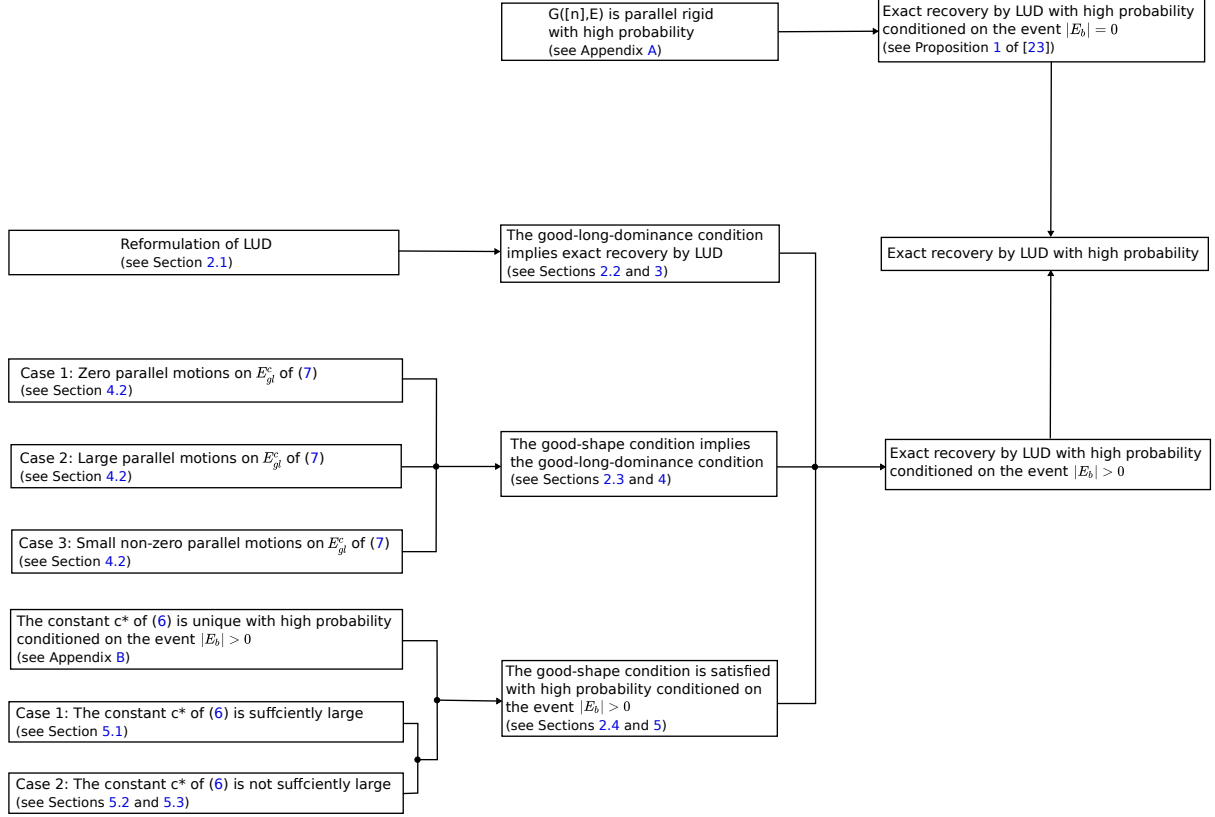 G([n],E) is parallel rigid
with high probability
(see Appendix A)
Exact recovery by LUD with high probability
conditioned on the event |E_b| = 0
(see Proposition 1 of [23])
Reformulation of LUD
(see Section 2.1)
The good-long-dominance condition
implies exact recovery by LUD
(see Sections 2.2 and 3)
Exact recovery by LUD with high probability
Case 1: Zero parallel motions on E_{gl}^c of (7)
(see Section 4.2)
Case 2: Large parallel motions on E_{gl}^c of (7)
(see Section 4.2)
Case 3: Small non-zero parallel motions on E_{gl}^c of (7)
(see Section 4.2)
The good-shape condition implies
the good-long-dominance condition
(see Sections 2.3 and 4)
Exact recovery by LUD with high probability
conditioned on the event |E_b| > 0
The constant c* of (6) is unique with high probability
conditioned on the event |E_b| > 0
(see Appendix B)
Case 1: The constant c* of (6) is suffciently large
(see Section 5.1)
Case 2: The constant c* of (6) is not suffciently large
(see Sections 5.2 and 5.3)
The good-shape condition is satisfied
with high probability conditioned on
the event |E_b| > 0
(see Sections 2.4 and 5)